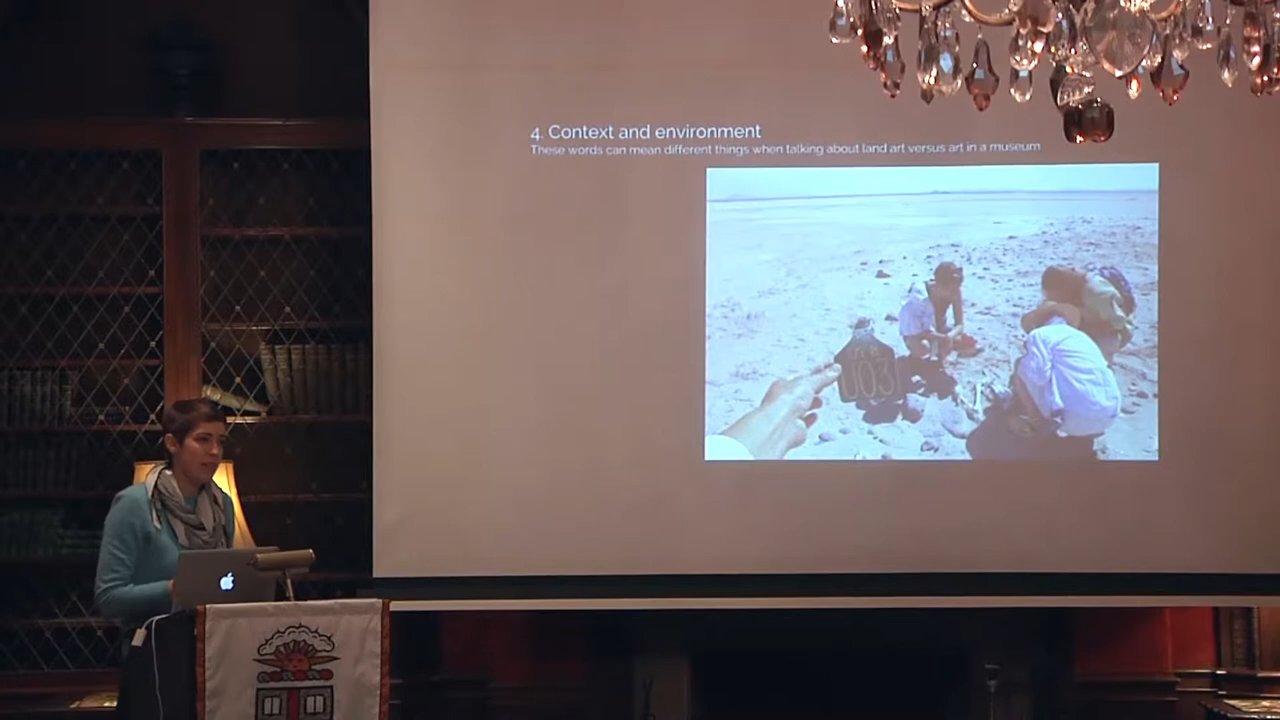 4. Context and environment
These words can mean different things when talking about land art versus art in a museum